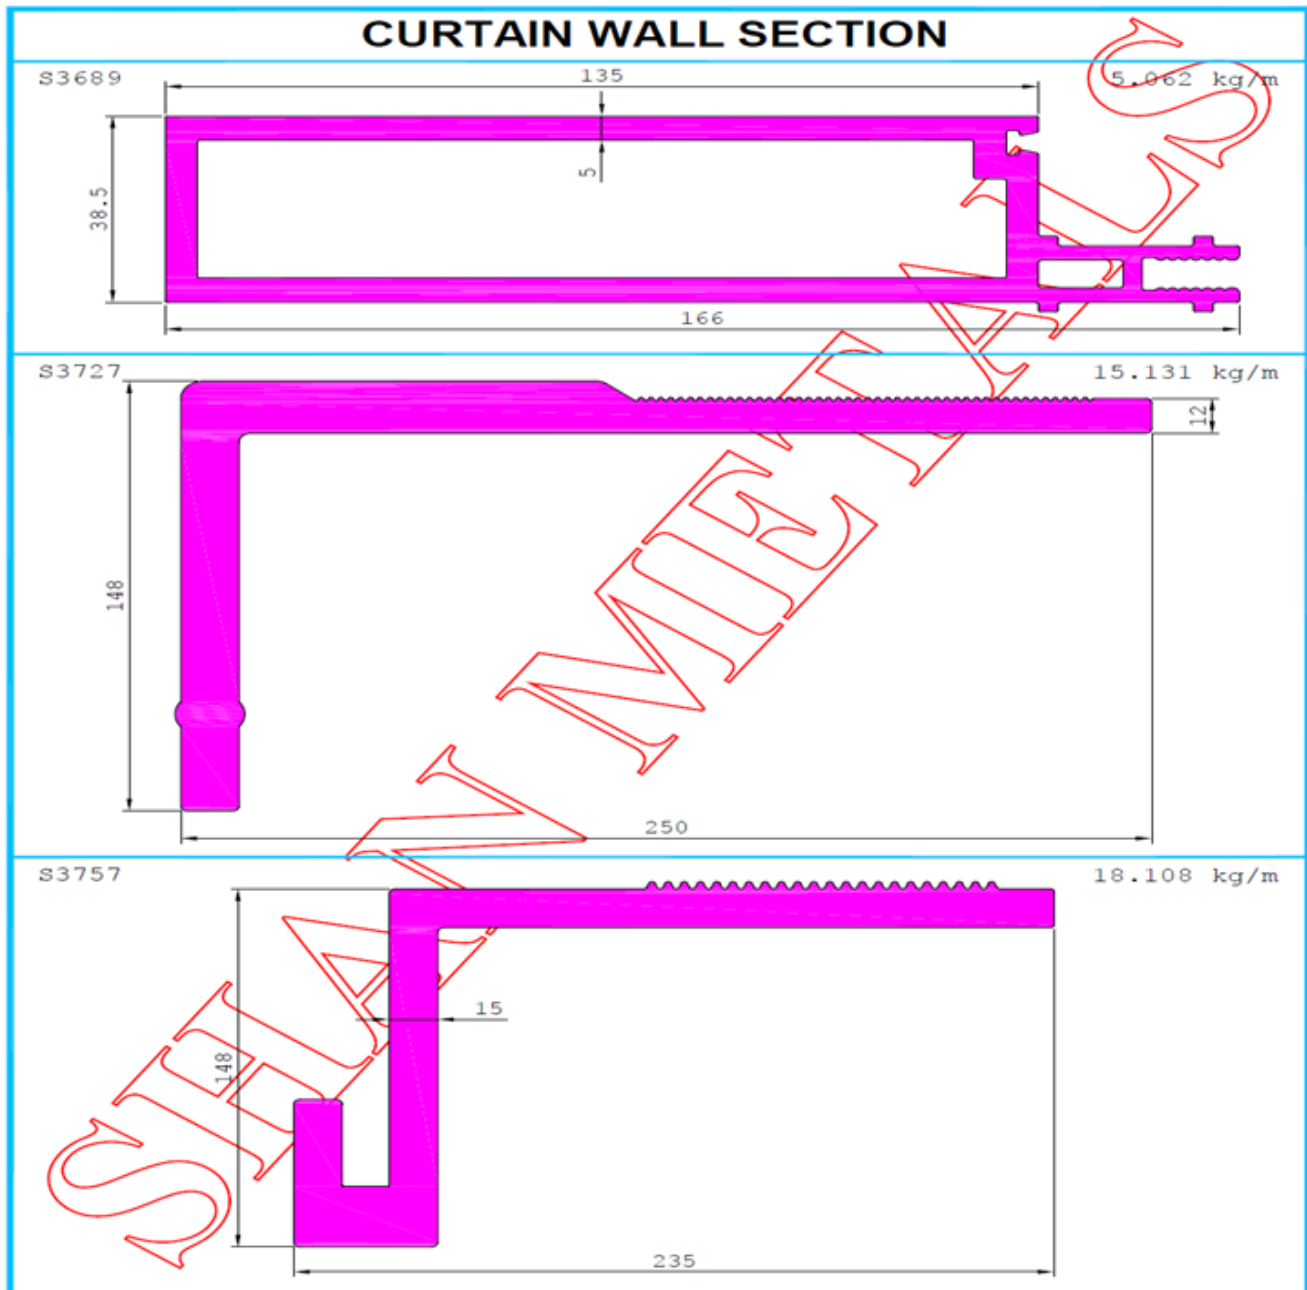 CURTAIN WALL SECTION
S3689
135
5.062 kg/m
5
38.5
166
S3727
15.131 kg/m
12
148
250
S3757
18.108 kg/m
15
148
235
SHAAN METALS